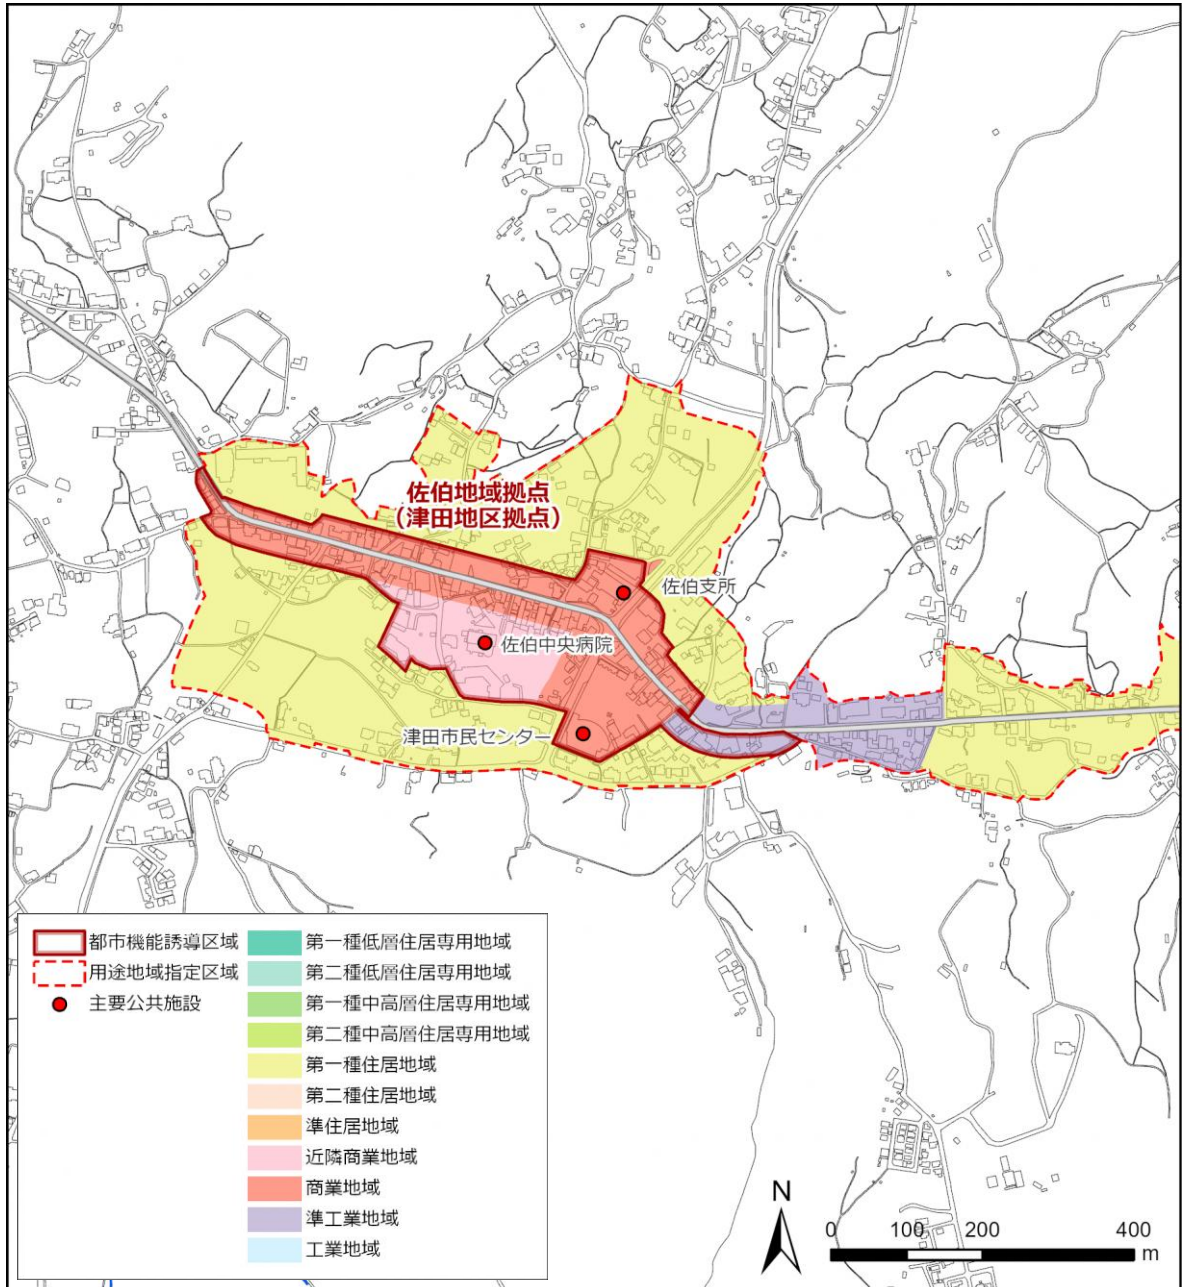 佐伯地域拠点
(津田地区拠点)
佐伯支所
佐伯中央病院
津田市民センター
都市機能誘導区域
用途地域指定区域
主要公共施設
第一種低層住居専用地域
第二種低層住居専用地域
第一種中高層住居専用地域
第二種中高層住居専用地域
第一種住居地域
第二種住居地域
準住居地域
近隣商業地域
商業地域
準工業地域
工業地域
N
0 100 200 400
m